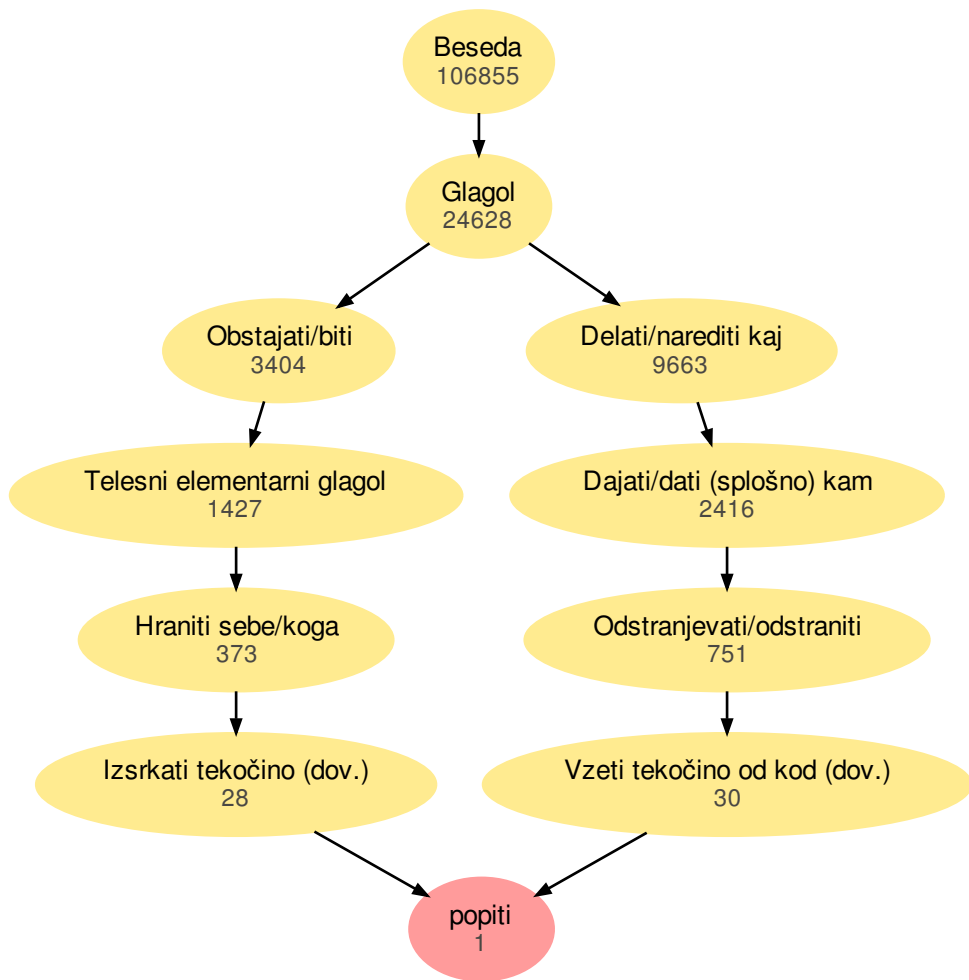 Beseda
106855
Glagol
24628
Obstajati/biti
3404
Delati/narediti kaj
9663
Telesni elementarni glagol
1427
Dajati/dati (splošno) kam
2416
Hraniti sebe/koga
373
Odstranjevati/odstraniti
751
Izsrkati tekočino (dov.)
28
Vzeti tekočino od kod (dov.)
30
popiti
1